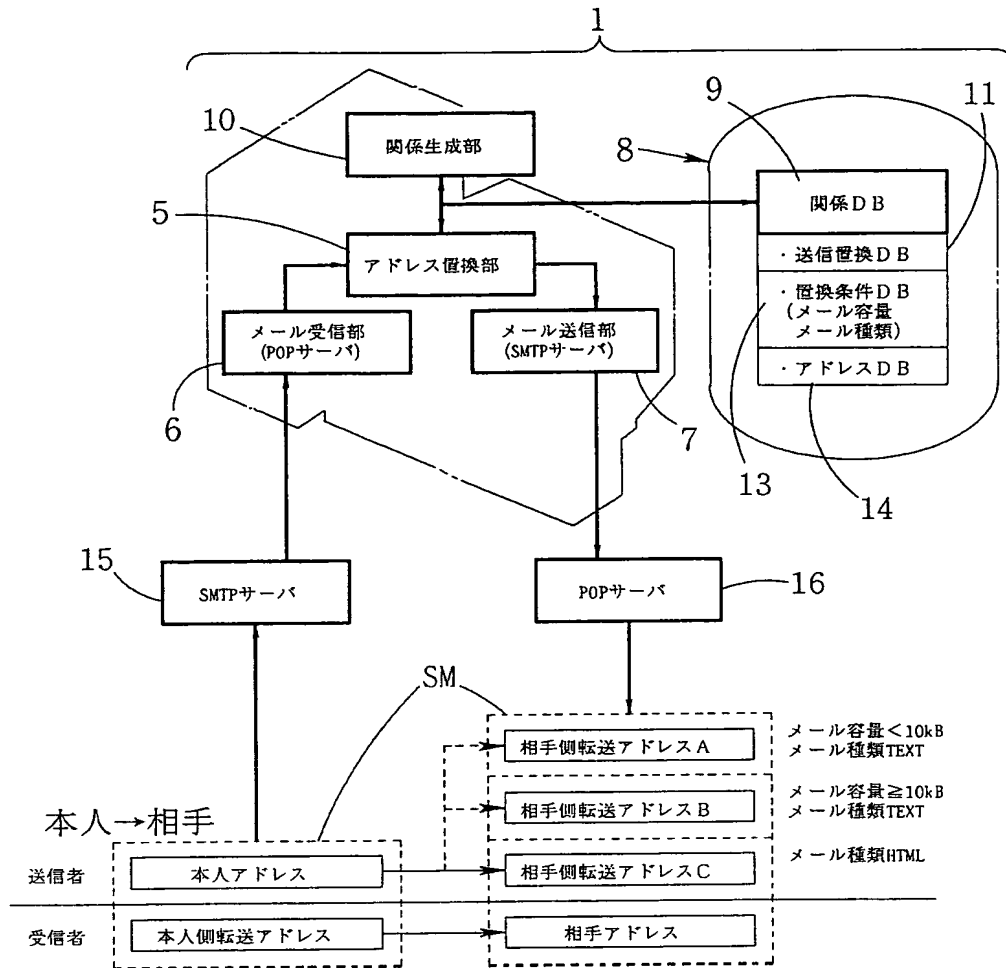 1
10
関係生成部
8
9
11
関係DB
5
アドレス置換部
・送信置換DB
・置換条件DB
(メール容量
メール種類)
・アドレスDB
メール受信部
(POPサーバ)
メール送信部
(SMTPサーバ)
6
7
13
14
15
SMTPサーバ
POPサーバ
16
SM
相手側転送アドレスA
メール容量<10kB
メール種類TEXT
相手側転送アドレスB
メール容量≧10kB
メール種類TEXT
本人→相手
送信者
本人アドレス
相手側転送アドレスC
メール種類HTML
受信者
本人側転送アドレス
相手アドレス